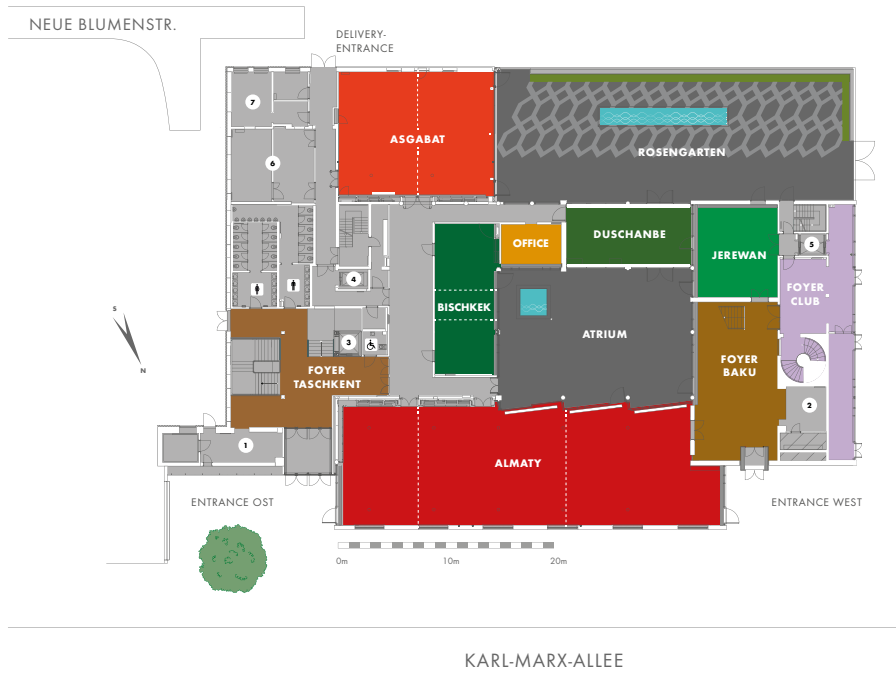 NEUE BLUMENSTR.
DELIVERY-
ENTRANCE
7
ASGABAT
6
ROSENGARTEN
OFFICE
DUSCHANBE
5
JEREWAN
4
FOYER
CLUB
BISCHKEK
S
N
ATRIUM
3
FOYER
TASCHKENT
FOYER
BAKU
2
1
ALMATY
ENTRANCE OST
ENTRANCE WEST
0m
10m
20m
KARL-MARX-ALLEE